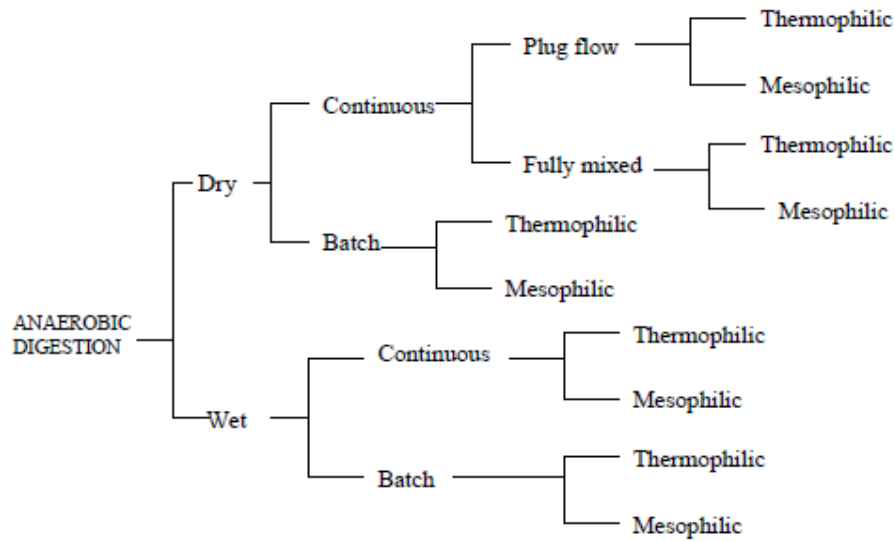 Thermophilic
Plug flow
Mesophilic
Continuous
Thermophilic
Fully mixed
Mesophilic
Dry
Thermophilic
Batch
Mesophilic
ANAEROBIC
DIGESTION
Thermophilic
Continuous
Mesophilic
Wet
Thermophilic
Batch
Mesophilic